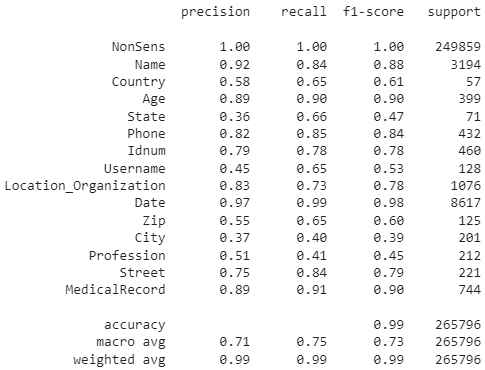 precision recall f1-score support
NonSens 1.00 1.00 1.00 249859
Name 0.92 0.84 0.88 3194
Country 0.58 0.65 0.61 57
Age 0.89 0.90 0.90 399
State 0.36 0.66 0.47 71
Phone 0.82 0.85 0.84 432
Idnum 0.79 0.78 0.78 460
Username 0.45 0.65 0.53 128
Location_Organization 0.83 0.73 0.78 1076
Date 0.97 0.99 0.98 8617
Zip 0.55 0.65 0.60 125
City 0.37 0.40 0.39 201
Profession 0.51 0.41 0.45 212
Street 0.75 0.84 0.79 221
MedicalRecord 0.89 0.91 0.90 744
accuracy 0.99 265796
macro avg 0.71 0.75 0.73 265796
weighted avg 0.99 0.99 0.99 265796